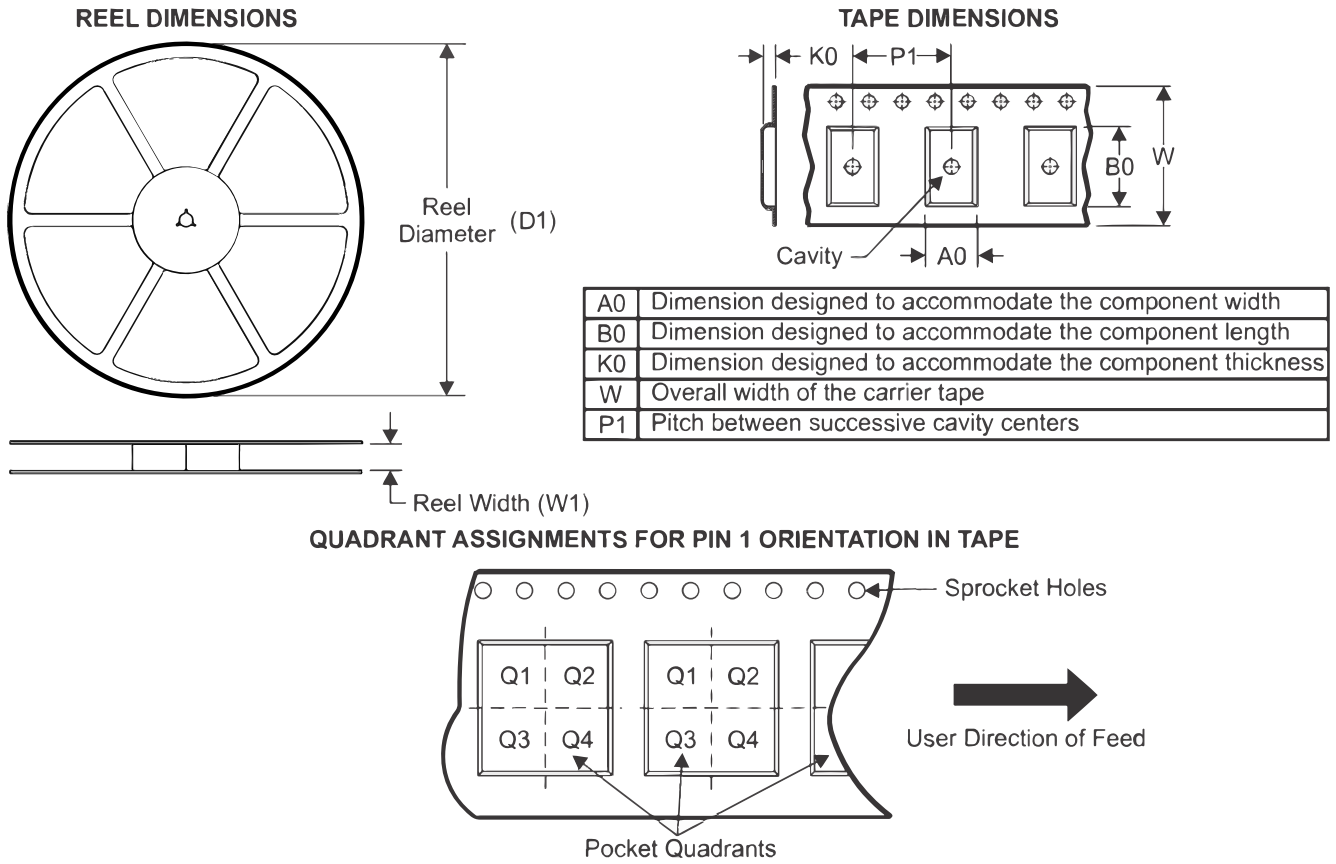 REEL DIMENSIONS
Reel
Diameter
(D1)
Reel Width (W1)
TAPE DIMENSIONS
K0
P1
B0
W
Cavity
A0
A0 Dimension designed to accommodate the component width
B0 Dimension designed to accommodate the component length
K0 Dimension designed to accommodate the component thickness
W Overall width of the carrier tape
P1 Pitch between successive cavity centers
QUADRANT ASSIGNMENTS FOR PIN 1 ORIENTATION IN TAPE
Sprocket Holes
Q1 Q2 Q1 Q2
Q3 Q4 Q3 Q4
User Direction of Feed
Pocket Quadrants